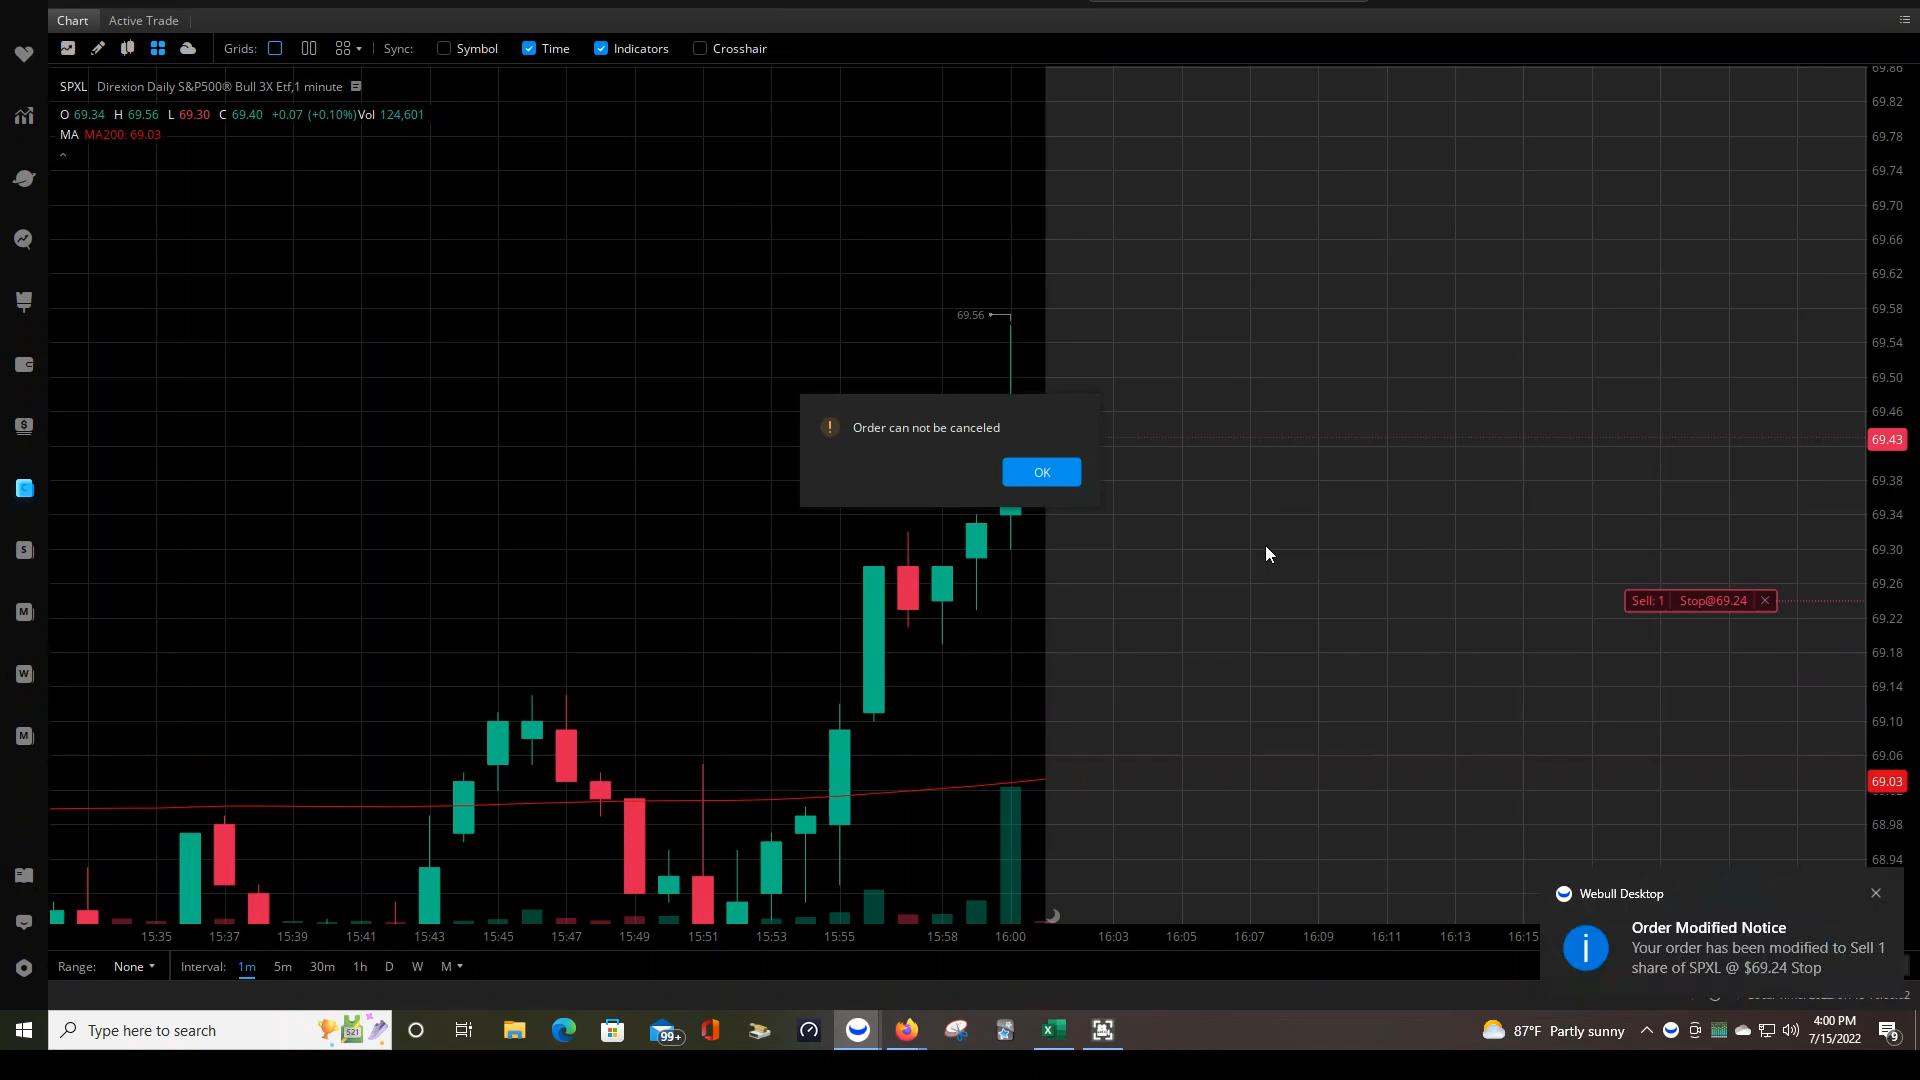 Chart Active Trade
Grids: Sync: Symbol Time Indicators Crosshair
SPXL Direxion Daily S&P500® Bull 3X Etf,1 minute
O 69.34 H 69.56 L 69.30 C 69.40 +0.07 (+0.10%) Vol 124,601
MA MA200: 69.03
69.86
69.82
69.78
69.74
69.70
69.66
69.62
69.58
69.56
69.54
69.50
69.46
Order can not be canceled
69.43
OK
69.38
69.34
69.30
69.26
Sell: 1 Stop@69.24
69.22
69.18
69.14
69.10
69.06
69.03
68.98
68.94
Webull Desktop
Order Modified Notice
Your order has been modified to Sell 1
share of SPXL @ $69.24 Stop
15:35 15:37 15:39 15:41 15:43 15:45 15:47 15:49 15:51 15:53 15:55 15:58 16:00 16:03 16:05 16:07 16:09 16:11 16:13 16:15
Range: None Interval: 1m 5m 30m 1h D W M
C
S
M
W
M
Type here to search
521
99+
87°F Partly sunny
4:00 PM
7/15/2022
9